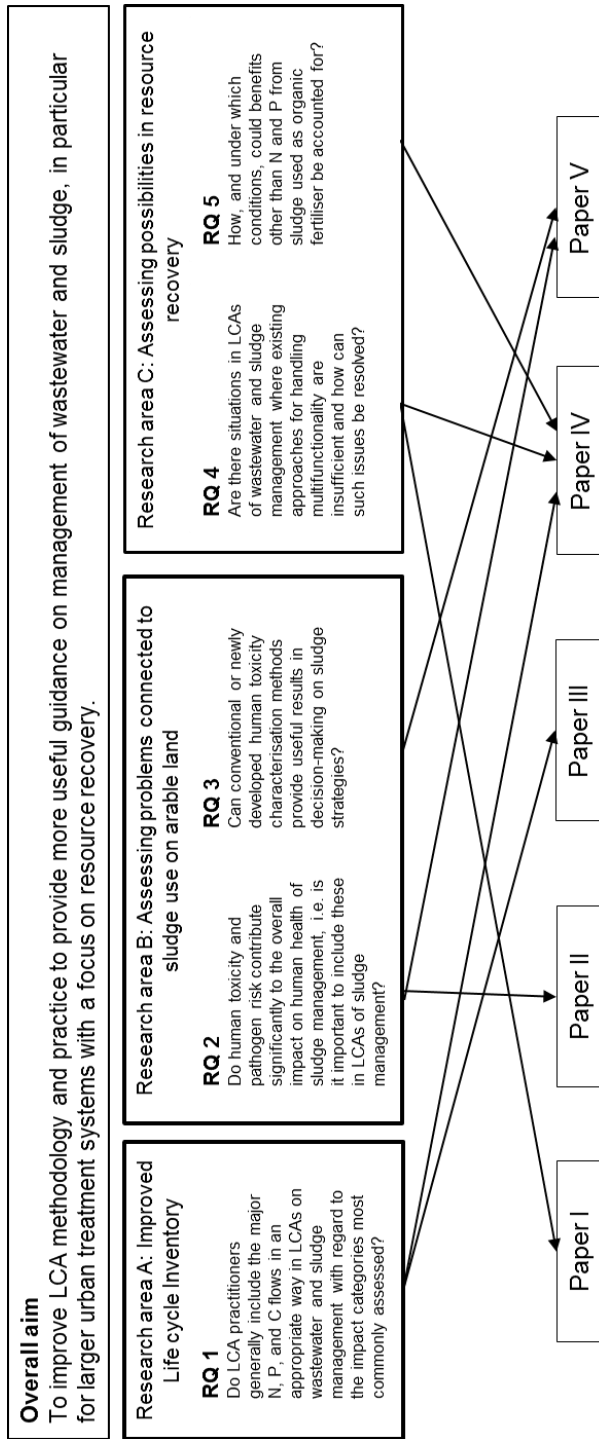 Overall aim
To improve LCA methodology and practice to provide more useful guidance on management of wastewater and sludge, in particular
for larger urban treatment systems with a focus on resource recovery.
Research area A: Improved
Life cycle Inventory
RQ 1
Do LCA practitioners
generally include the major
N, P, and C flows in an
appropriate way in LCAs on
wastewater and sludge
management with regard to
the impact categories most
commonly assessed?
Research area B: Assessing problems connected to
sludge use on arable land
RQ 2
Do human toxicity and
pathogen risk contribute
significantly to the overall
impact on human health of
sludge management, i.e. is
it important to include these
in LCAs of sludge
management?
RQ 3
Can conventional or newly
developed human toxicity
characterisation methods
provide useful results in
decision-making on sludge
strategies?
Research area C: Assessing possibilities in resource
recovery
RQ 4
Are there situations in LCAs
of wastewater and sludge
management where existing
approaches for handling
multifunctionality are
insufficient and how can
such issues be resolved?
RQ 5
How, and under which
conditions, could benefits
other than N and P from
sludge used as organic
fertiliser be accounted for?
Paper I
Paper II
Paper III
Paper IV
Paper V